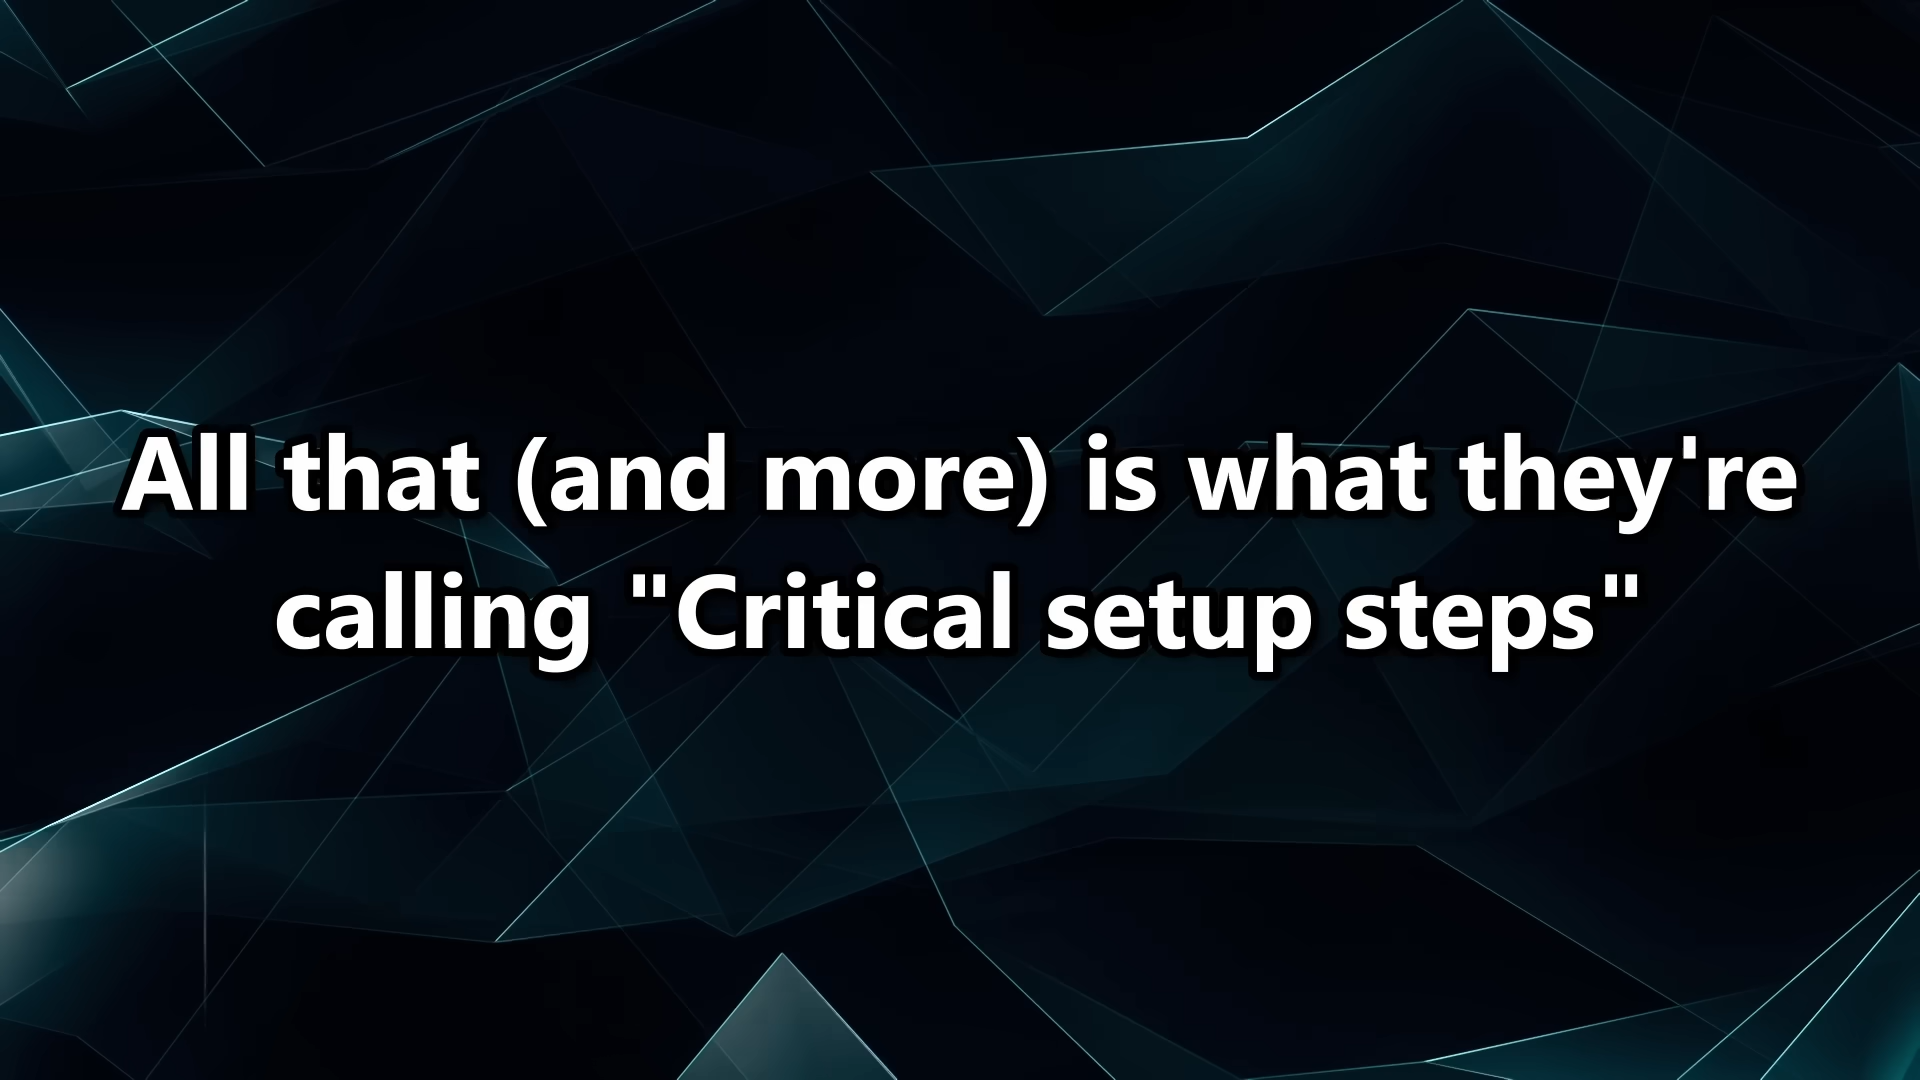 All that (and more) is what they're
calling "Critical setup steps"